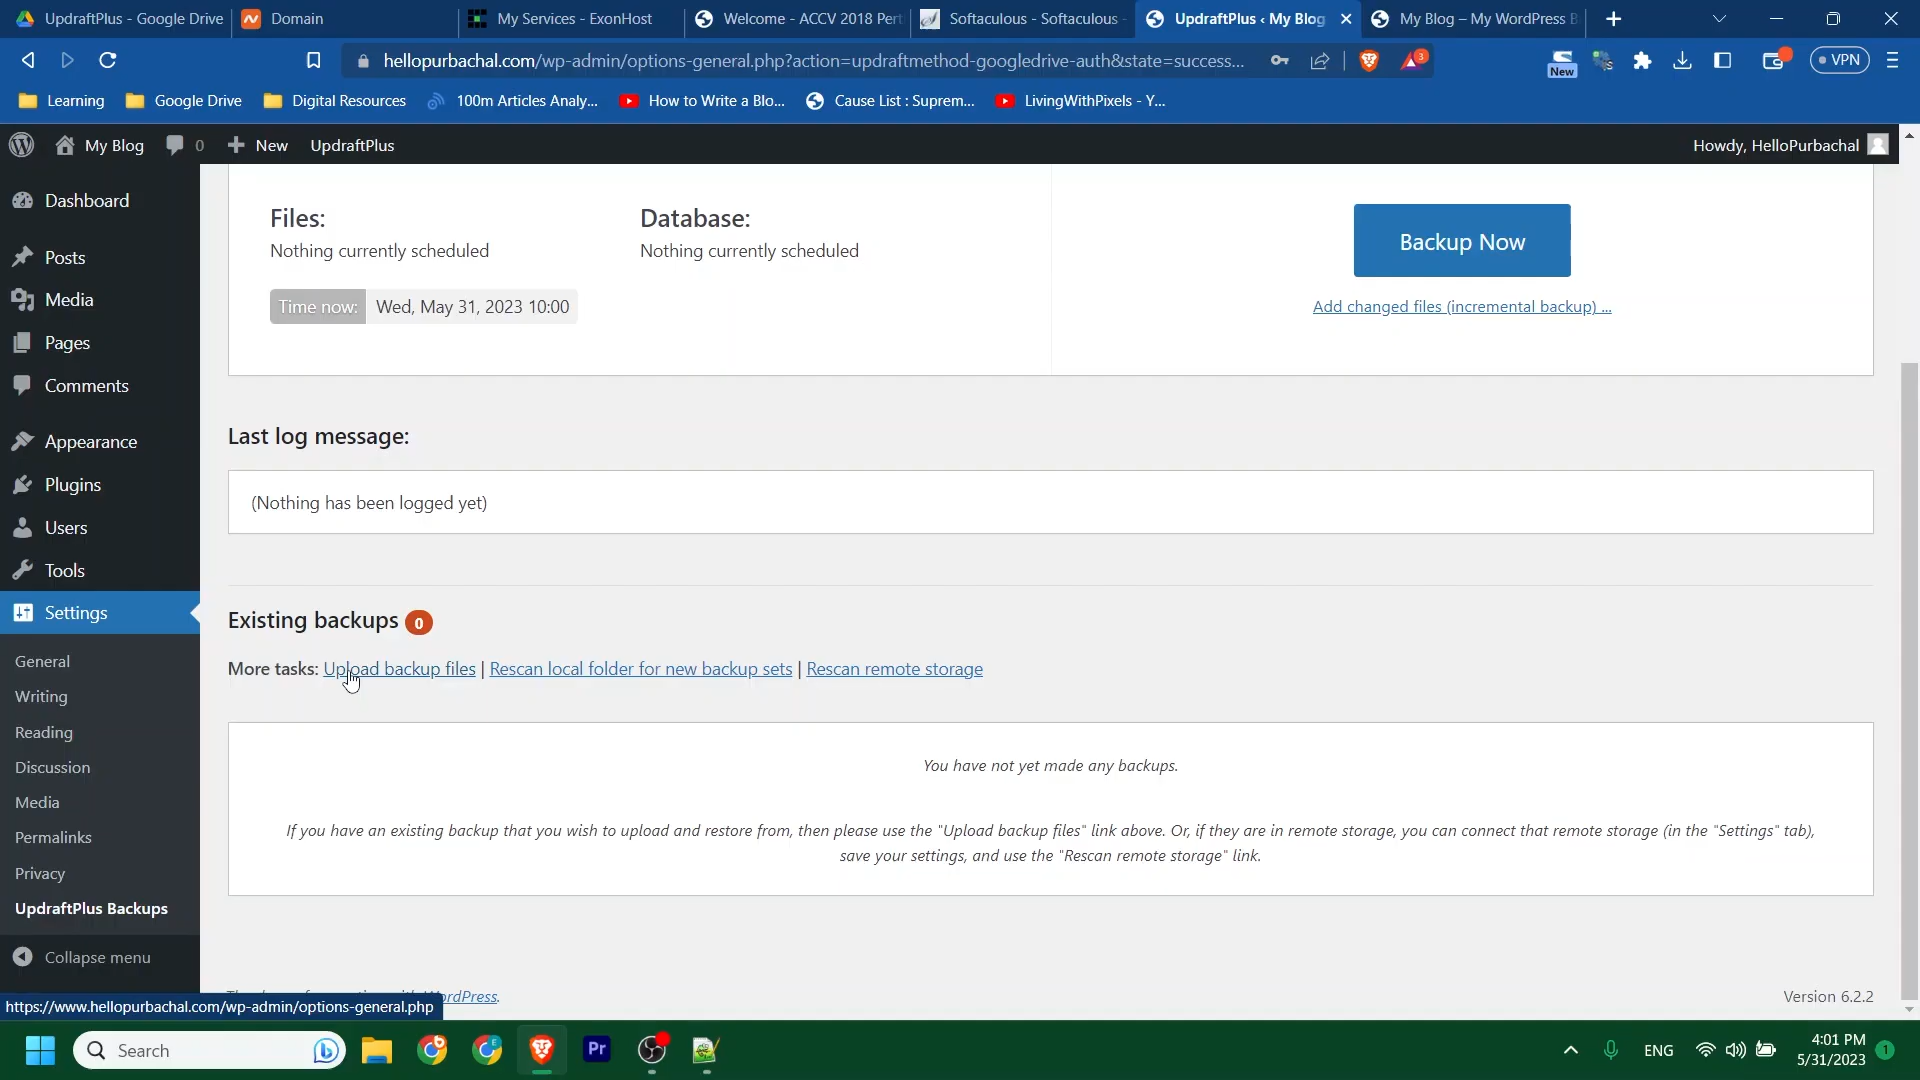 UpdraftPlus - Google Drive
Domain
My Services - ExonHost
Welcome - ACCV 2018 Pert
Softaculous - Softaculous -
UpdraftPlus ‹ My Blog
My Blog – My WordPress B
hellopurbachal.com/wp-admin/options-general.php?action=updraftmethod-googledrive-auth&state=success...
3
New
VPN
Learning
Google Drive
Digital Resources
100m Articles Analy...
How to Write a Blo...
Cause List : Suprem...
LivingWithPixels - Y...
My Blog
0
New
UpdraftPlus
Howdy, HelloPurbachal
Dashboard
Posts
Media
Pages
Comments
Appearance
Plugins
Users
Tools
Settings
General
Writing
Reading
Discussion
Media
Permalinks
Privacy
UpdraftPlus Backups
Collapse menu
Files:
Nothing currently scheduled
Database:
Nothing currently scheduled
Time now: Wed, May 31, 2023 10:00
Backup Now
Add changed files (incremental backup) ...
Last log message:
(Nothing has been logged yet)
Existing backups 0
More tasks: Upload backup files | Rescan local folder for new backup sets | Rescan remote storage
You have not yet made any backups.
If you have an existing backup that you wish to upload and restore from, then please use the "Upload backup files" link above. Or, if they are in remote storage, you can connect that remote storage (in the "Settings" tab),
save your settings, and use the "Rescan remote storage" link.
WordPress.
Version 6.2.2
https://www.hellopurbachal.com/wp-admin/options-general.php
Search
Pr
ENG
4:01 PM
5/31/2023
1